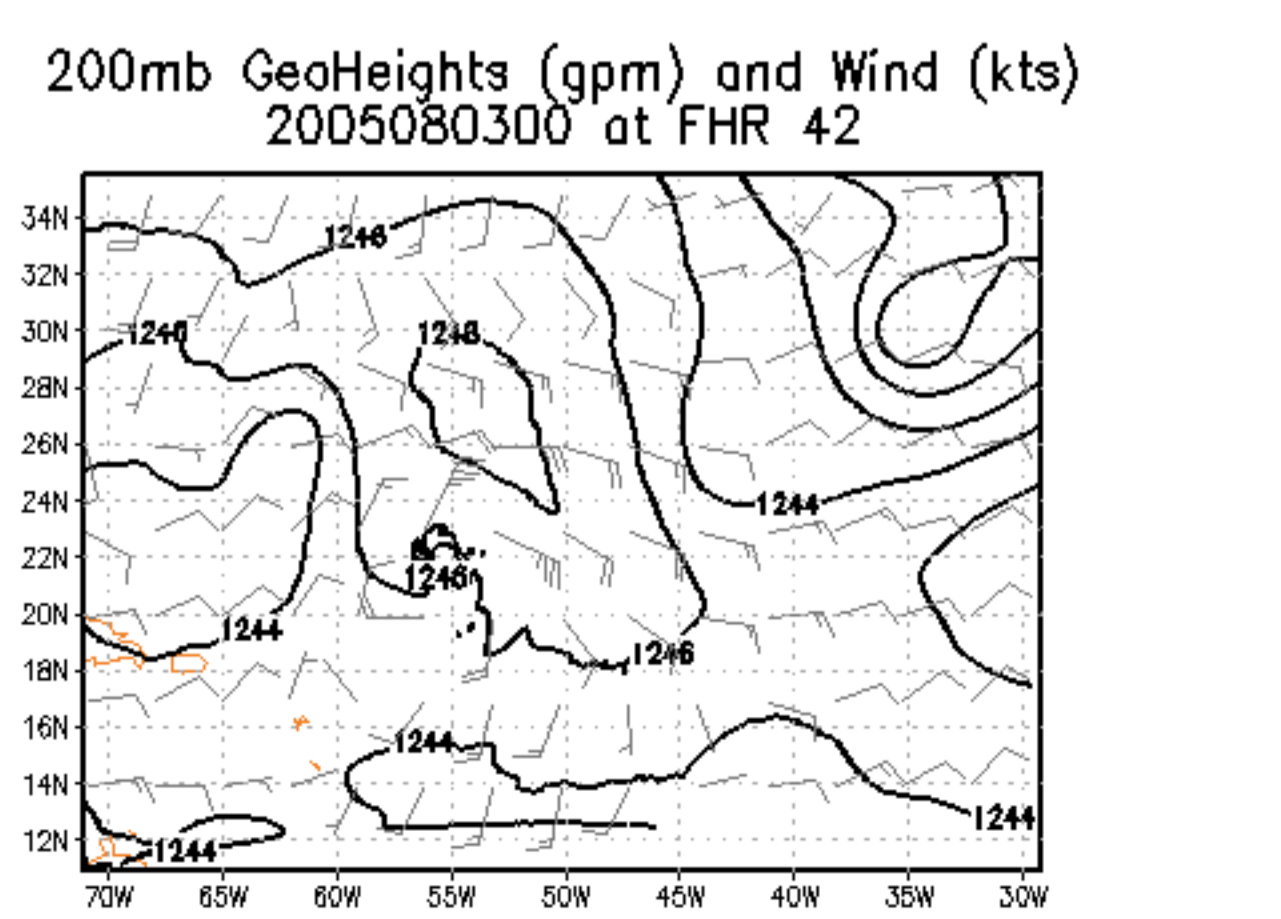 200mb GeoHeights (gpm) and Wind (kts)
2005080300 at FHR 42
34N
1246
32N
30N
1246
1248
28N
26N
24N
1244
22N
1246
20N
1244
18N
1246
16N
1244
14N
1244
12N
1244
70W 65W 60W 55W 50W 45W 40W 35W 30W